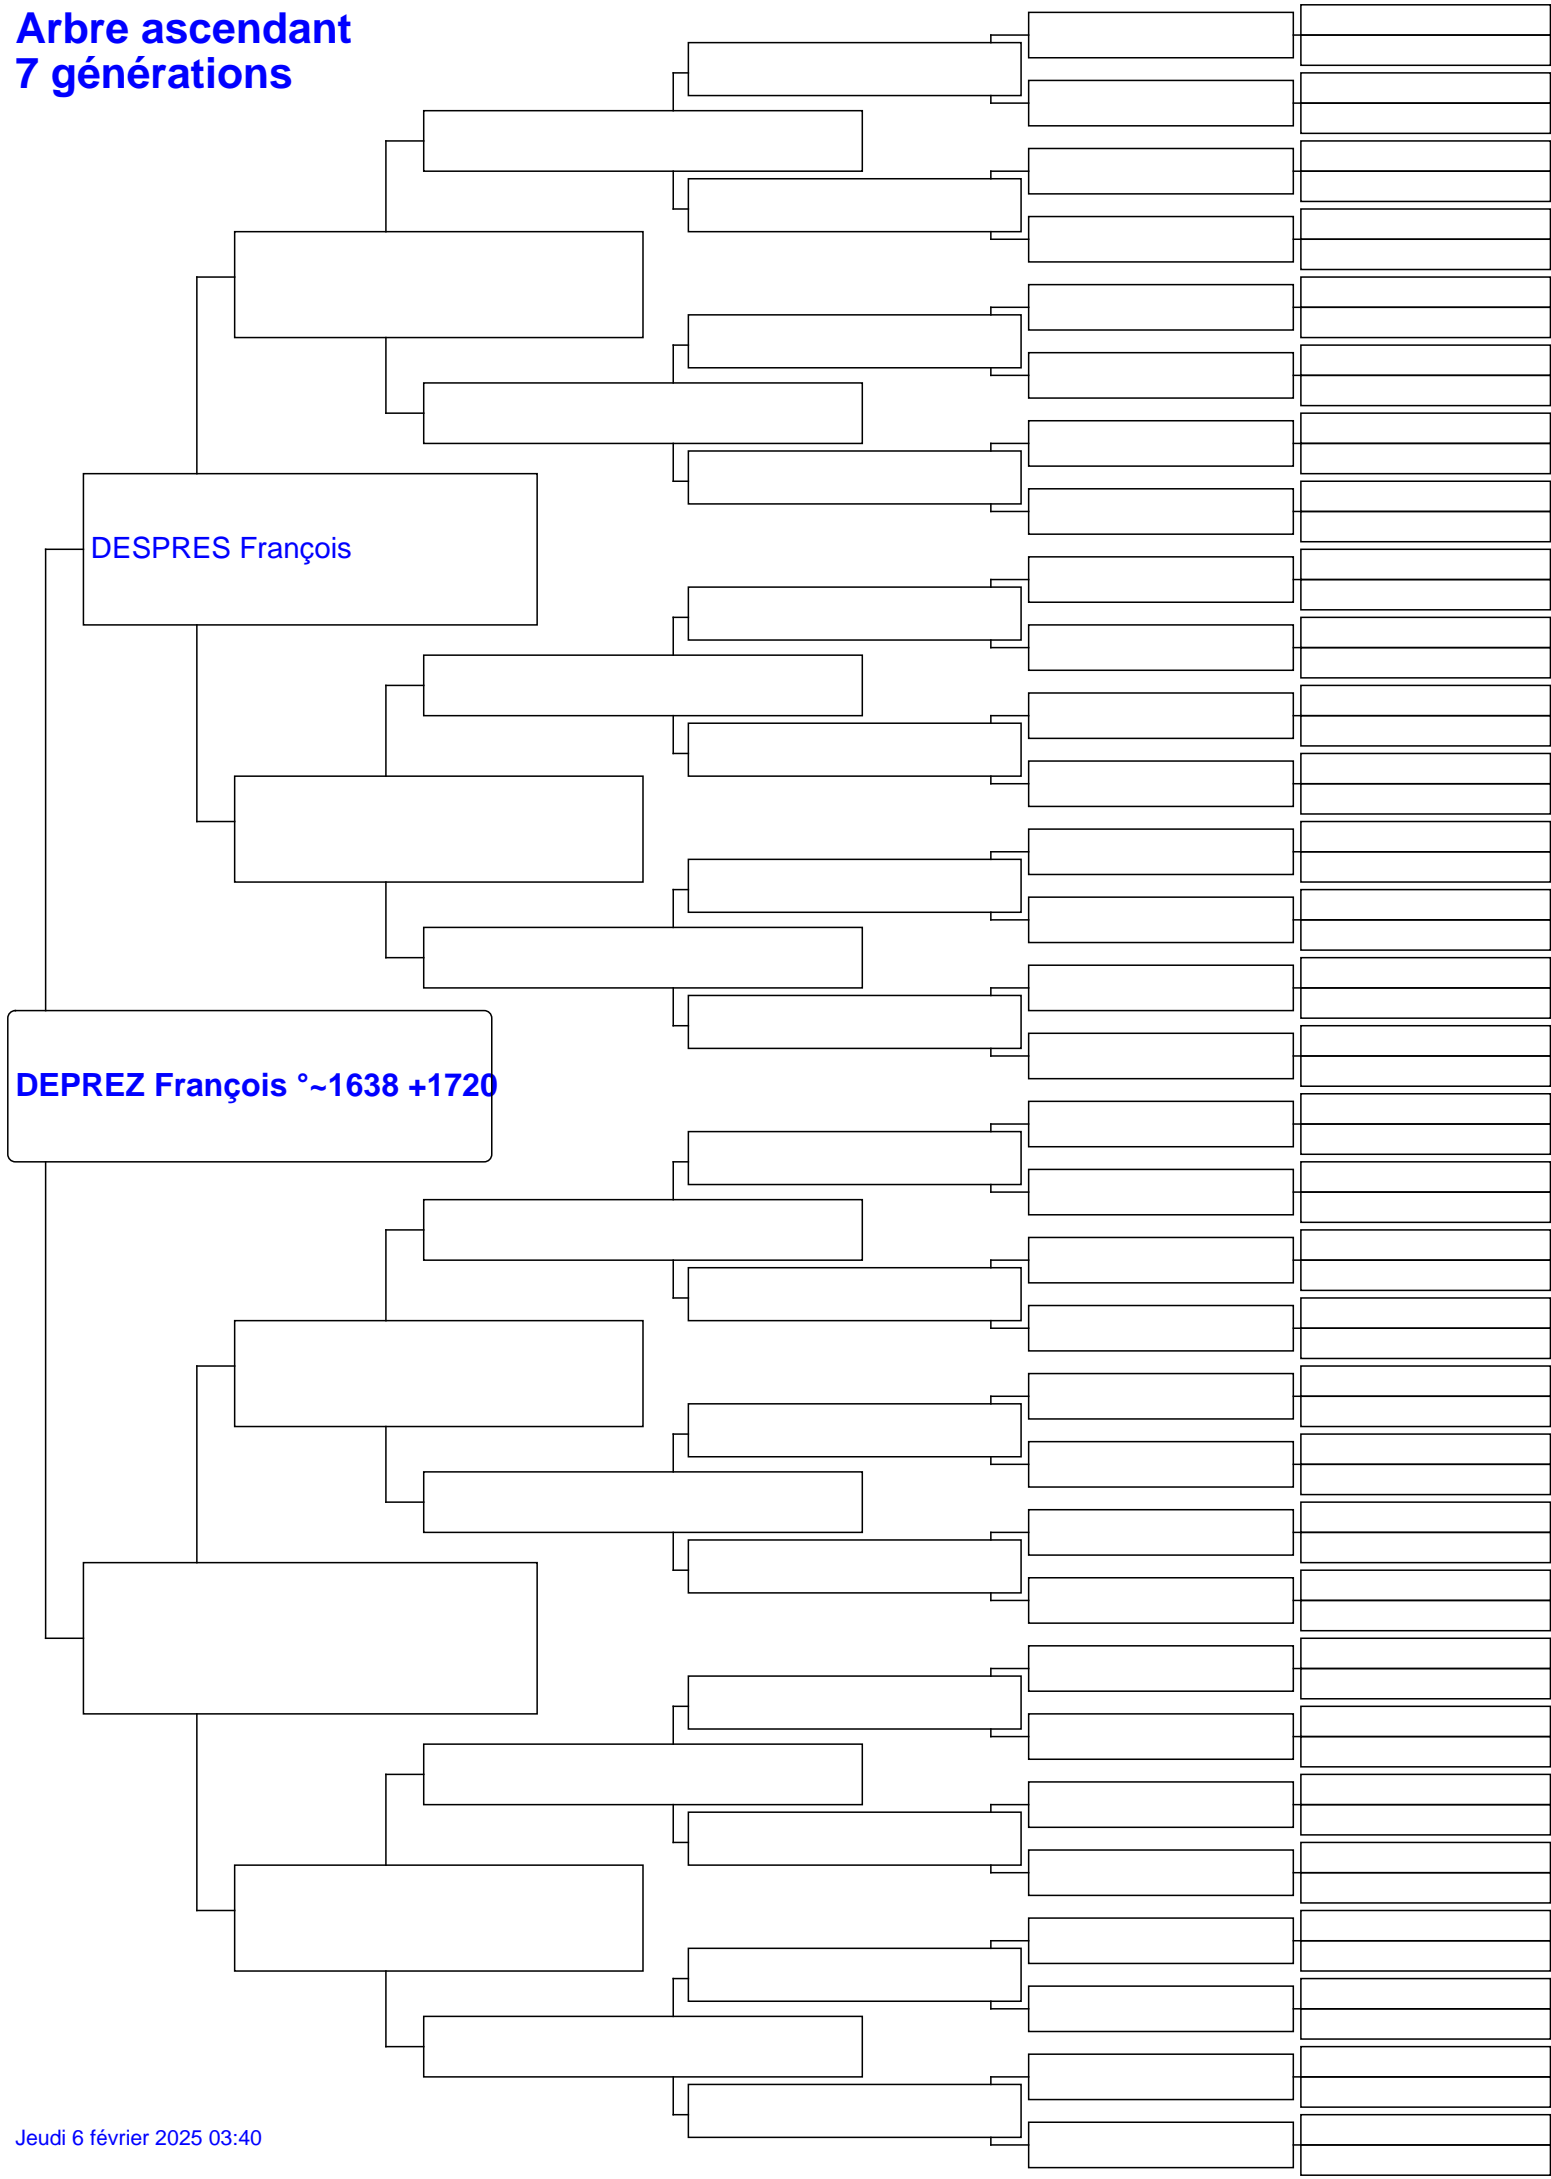 Arbre ascendant
7 générations
DESPRES François
DEPREZ François °~1638 +1720
Jeudi 6 février 2025 03:40